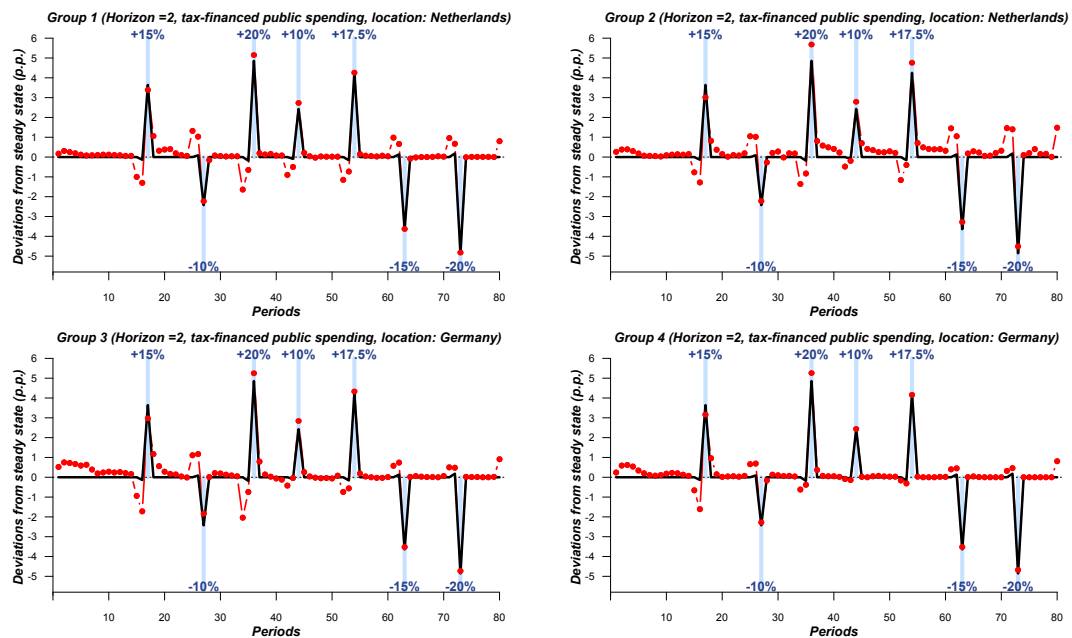 Group 1 (Horizon =2, tax-financed public spending, location: Netherlands)
+15% +20% +10% +17.5%
6
5
4
3
2
1
0
-1
-2
-3
-4
-5
Deviations from steady state (p.p.)
-10% -15% -20%
10 20 30 40 50 60 70 80
Periods
Group 2 (Horizon =2, tax-financed public spending, location: Netherlands)
+15% +20% +10% +17.5%
6
5
4
3
2
1
0
-1
-2
-3
-4
-5
Deviations from steady state (p.p.)
-10% -15% -20%
10 20 30 40 50 60 70 80
Periods
Group 3 (Horizon =2, tax-financed public spending, location: Germany)
+15% +20% +10% +17.5%
6
5
4
3
2
1
0
-1
-2
-3
-4
-5
Deviations from steady state (p.p.)
-10% -15% -20%
10 20 30 40 50 60 70 80
Periods
Group 4 (Horizon =2, tax-financed public spending, location: Germany)
+15% +20% +10% +17.5%
6
5
4
3
2
1
0
-1
-2
-3
-4
-5
Deviations from steady state (p.p.)
-10% -15% -20%
10 20 30 40 50 60 70 80
Periods